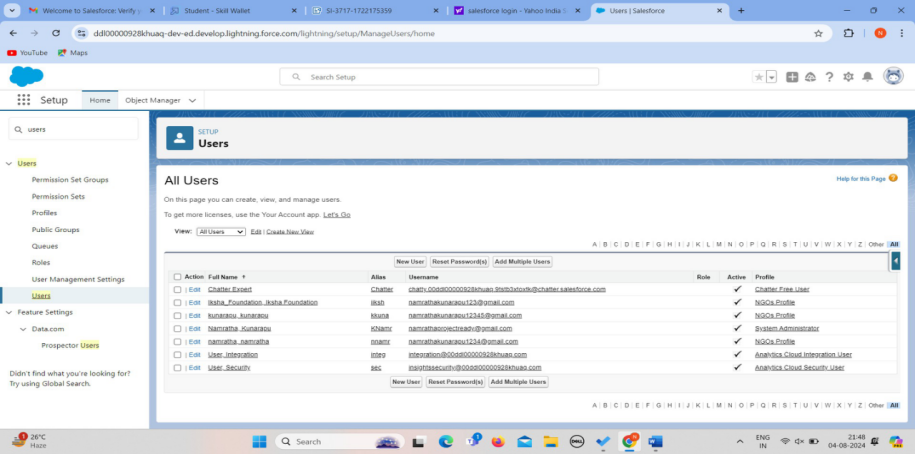 Welcome to Salesforce: Verify y
Student - Skill Wallet
SI-3717-1722175359
salesforce login - Yahoo India S
Users | Salesforce
ddl00000928khuaq-dev-ed.develop.lightning.force.com/lightning/setup/ManageUsers/home
N
YouTube
Maps
Search Setup
Setup
Home
Object Manager
users
Users
Permission Set Groups
Permission Sets
Profiles
Public Groups
Queues
Roles
User Management Settings
Users
Feature Settings
Data.com
Prospector Users
Didn't find what you're looking for?
Try using Global Search.
SETUP
Users
All Users
Help for this Page
On this page you can create, view, and manage users.
To get more licenses, use the Your Account app. Let's Go
View: All Users Edit | Create New View
A | B | C | D | E | F | G | H | I | J | K | L | M | N | O | P | Q | R | S | T | U | V | W | X | Y | Z | Other All
New User Reset Password(s) Add Multiple Users
Action Full Name ↑ Alias Username Role Active Profile
| Edit Chatter Expert Chatter Chatter Free User
| Edit Iksha_Foundation, Iksha Foundation iiksh namrathakunarapu123@gmail.com NGOs Profile
| Edit kunarapu, kunarapu kkuna namrathakunarapu12345@gmail.com NGOs Profile
| Edit Namratha, Kunarapu KNamr namrathaprojectready@gmail.com System Administrator
| Edit namratha, namratha nnamr namrathakunarapu1234@gmail.com NGOs Profile
| Edit User, Integration integ integration@00ddl00000928khuaq.com Analytics Cloud Integration User
| Edit User, Security sec insightssecurity@00ddl00000928khuaq.com Analytics Cloud Security User
New User Reset Password(s) Add Multiple Users
A | B | C | D | E | F | G | H | I | J | K | L | M | N | O | P | Q | R | S | T | U | V | W | X | Y | Z | Other All
26°C
Haze
Search
ENG
IN
21:48
04-08-2024